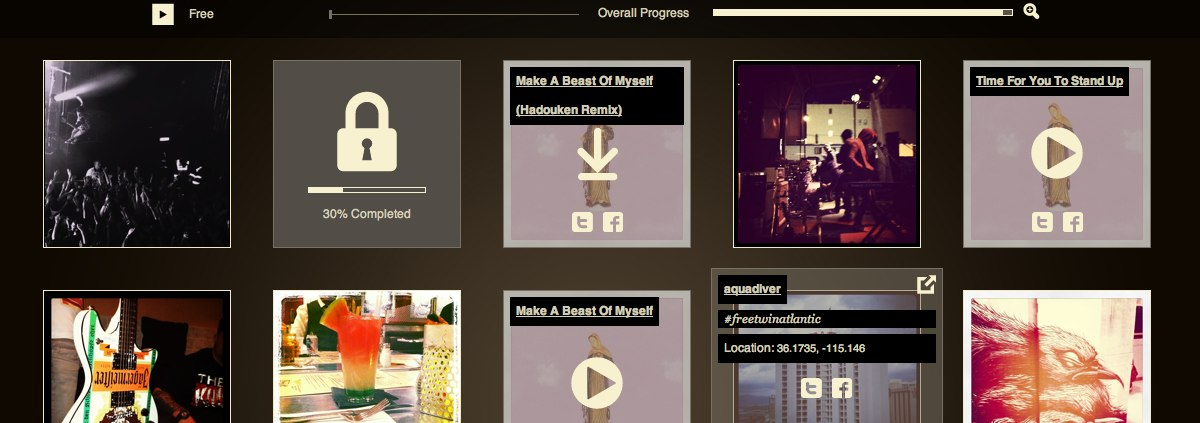 Free
Overall Progress
30% Completed
Make A Beast Of Myself
(Hadouken Remix)
Time For You To Stand Up
Jägermeister
THE
Make A Beast Of Myself
aquadiver
#freetwinatlantic
Location: 36.1735, -115.146